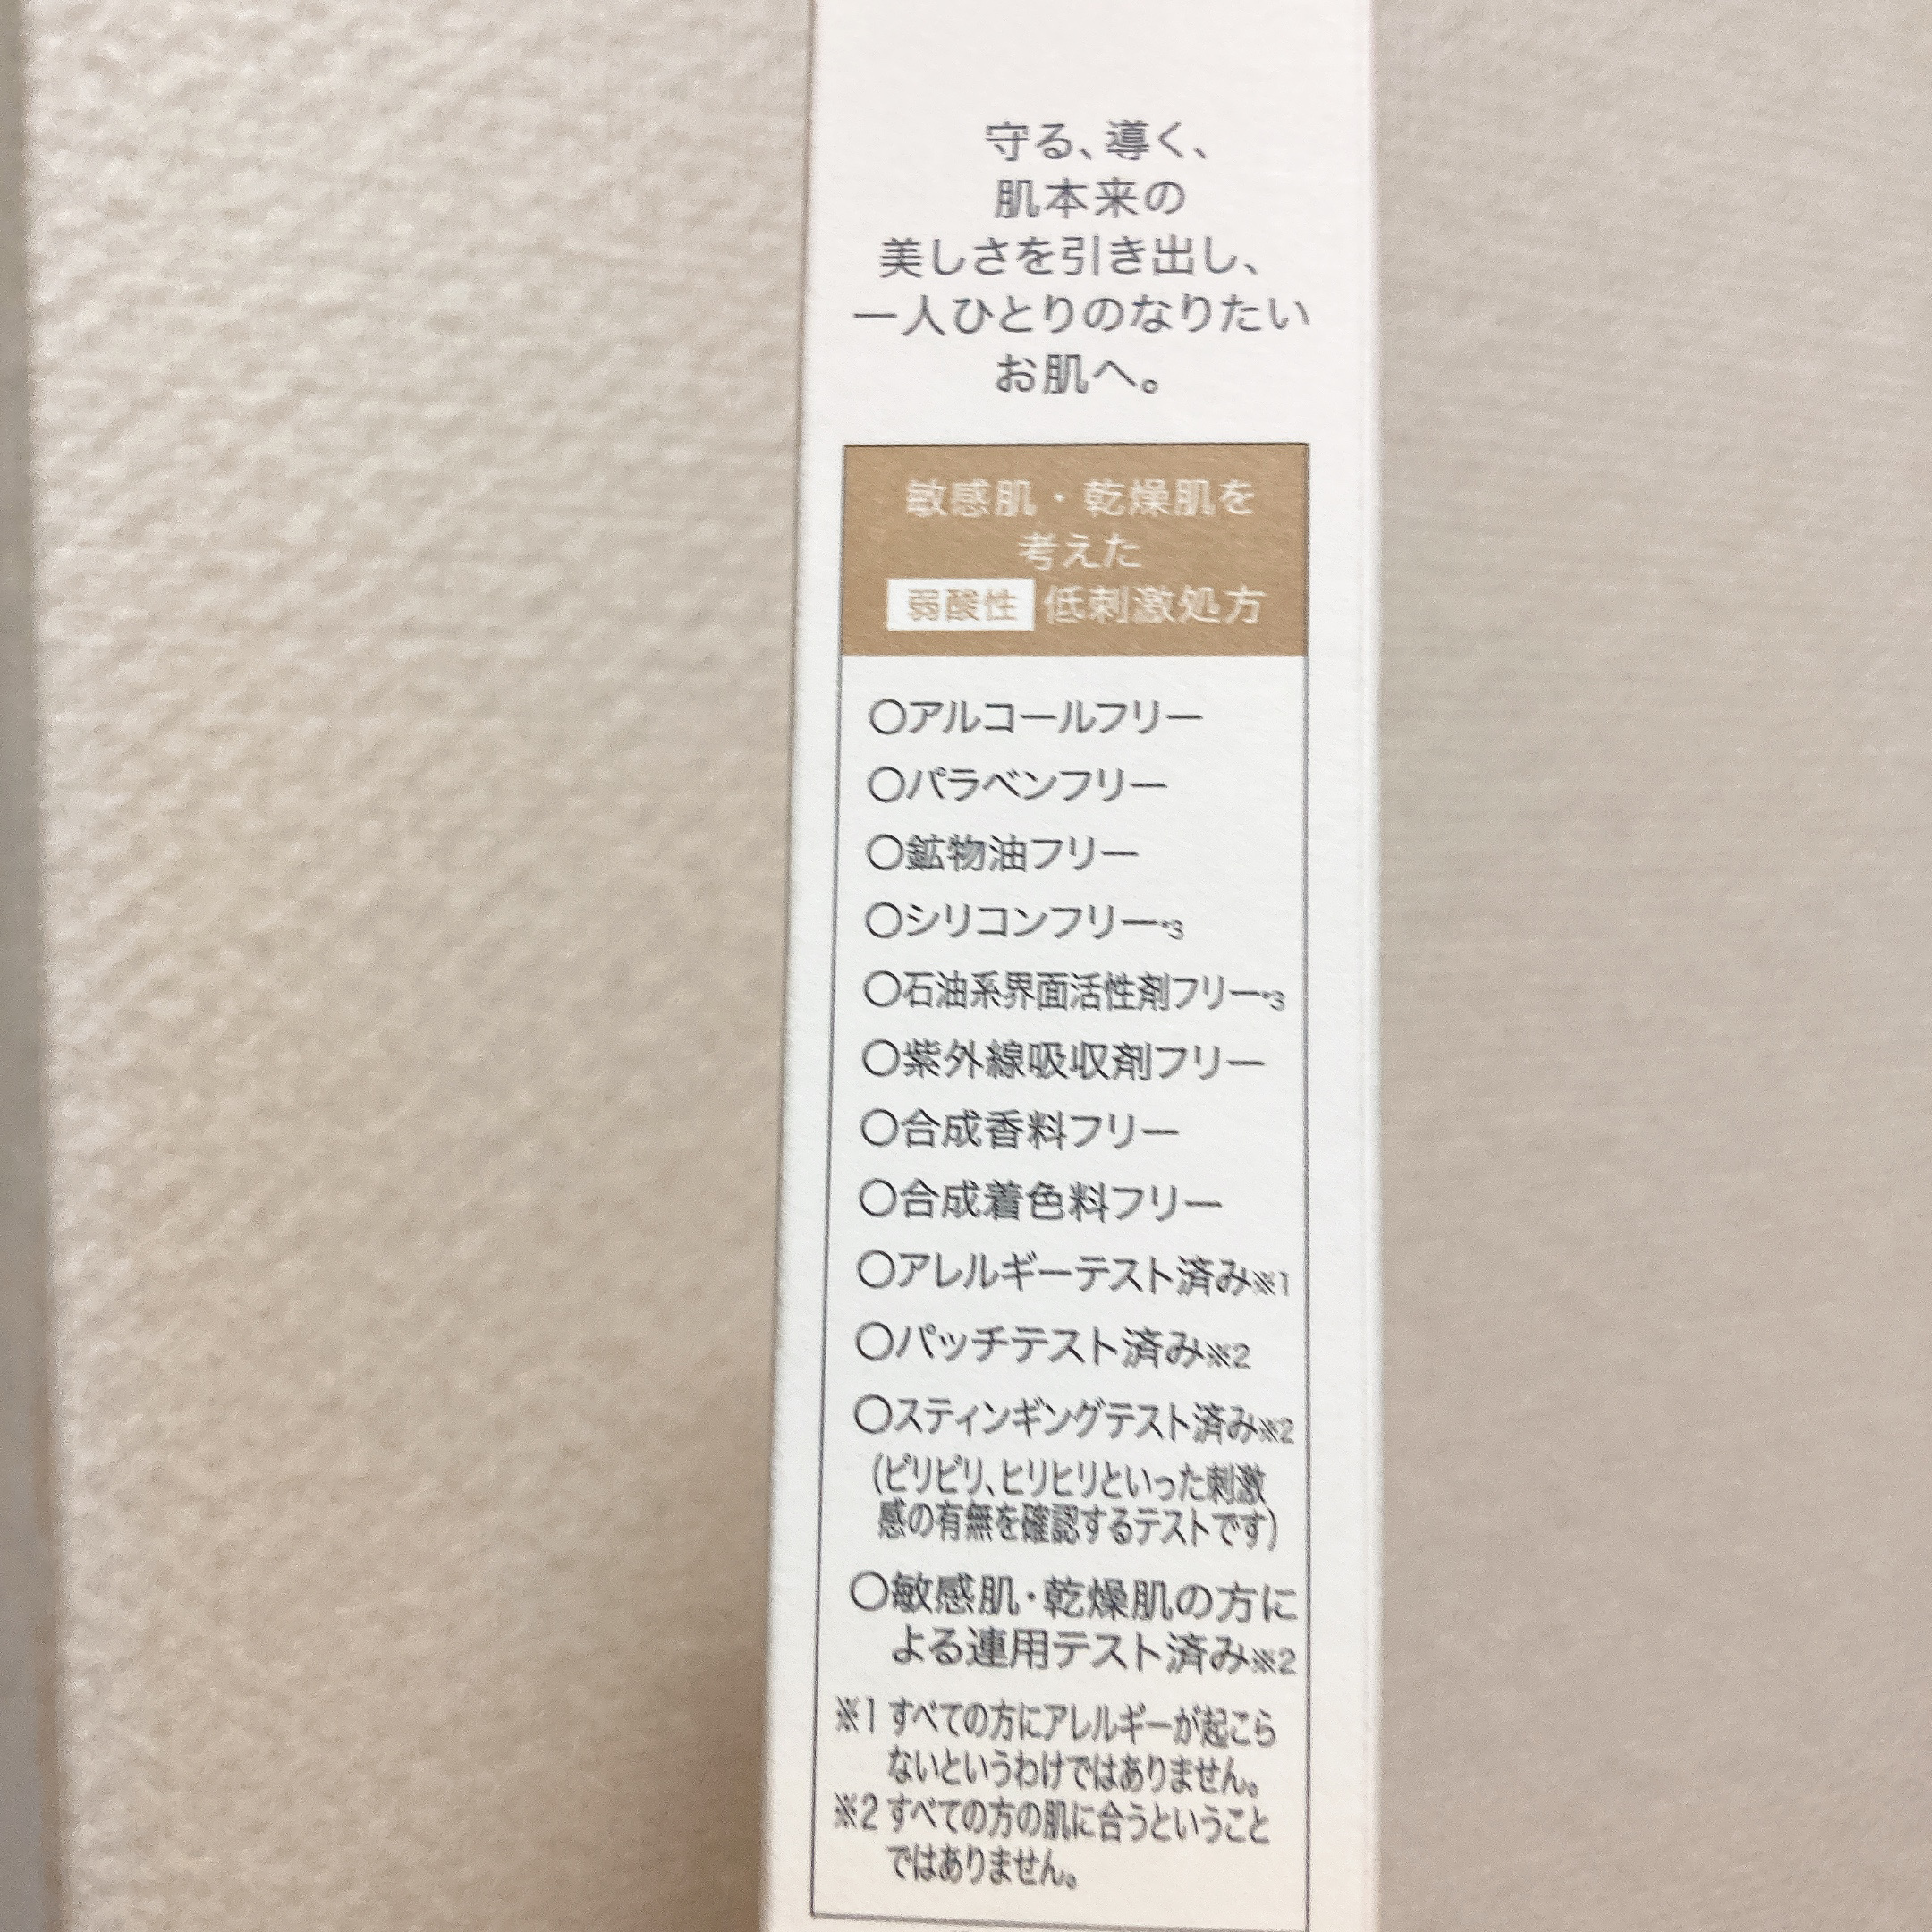 守る、導く、
肌本来の
美しさを引き出し、
一人ひとりのなりたい
お肌へ。
敏感肌・乾燥肌を
考えた
弱酸性 低刺激処方
○アルコールフリー
○パラベンフリー
○鉱物油フリー
○シリコンフリー*3
○石油系界面活性剤フリー*3
○紫外線吸収剤フリー
○合成香料フリー
○合成着色料フリー
○アレルギーテスト済み※1
○パッチテスト済み※2
○スティンギングテスト済み※2
(ピリピリ、ヒリヒリといった刺激
感の有無を確認するテストです)
○敏感肌・乾燥肌の方に
よる連用テスト済み※2
※1 すべての方にアレルギーが起こら
ないというわけではありません。
※2 すべての方の肌に合うということ
ではありません。